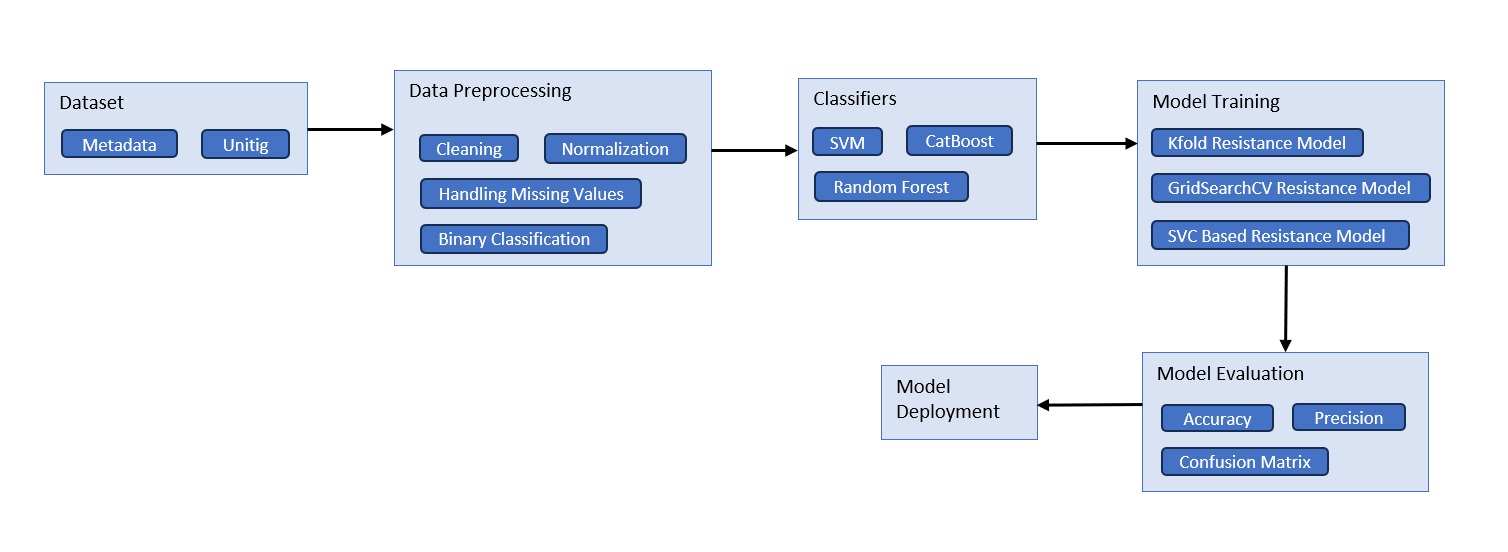 Dataset
Metadata
Unitig
Data Preprocessing
Cleaning
Normalization
Handling Missing Values
Binary Classification
Classifiers
SVM
CatBoost
Random Forest
Model Training
Kfold Resistance Model
GridSearchCV Resistance Model
SVC Based Resistance Model
Model Evaluation
Accuracy
Precision
Confusion Matrix
Model
Deployment